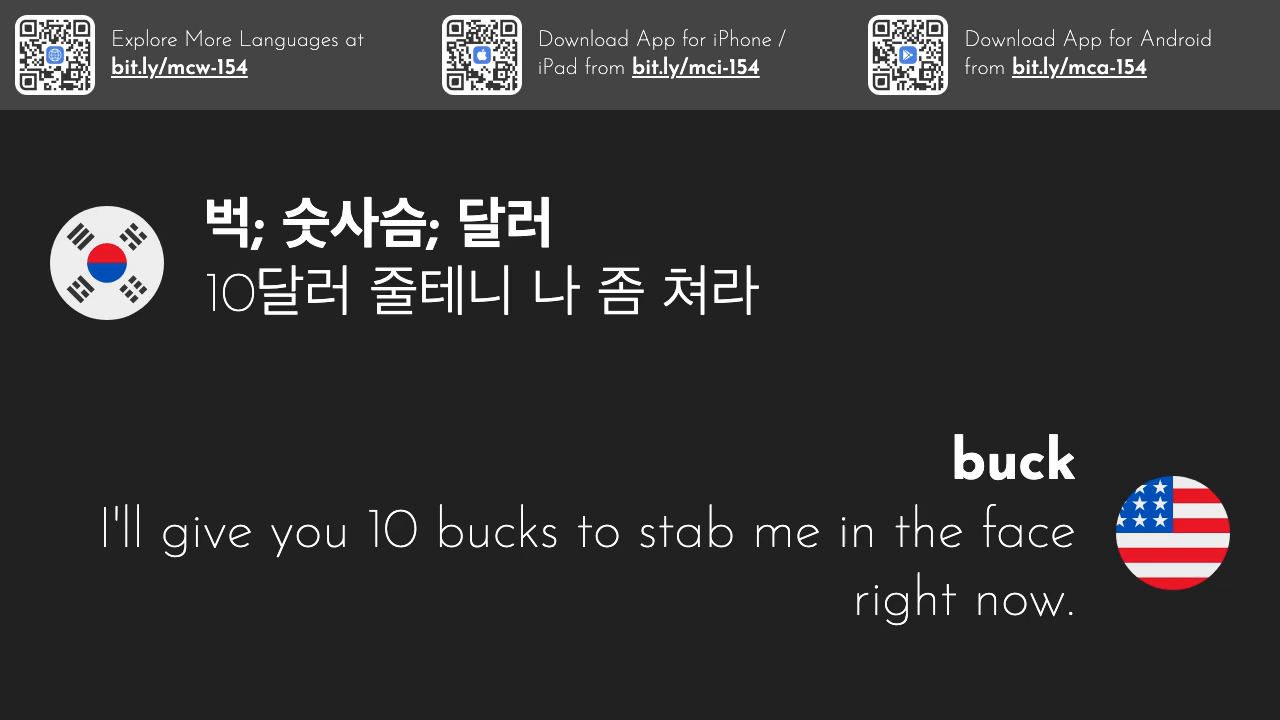 Explore More Languages at
bit.ly/mcw-154
Download App for iPhone /
iPad from bit.ly/mci-154
Download App for Android
from bit.ly/mca-154
벅; 숫사슴; 달러
10달러 줄테니 나 좀 쳐라
buck
I'll give you 10 bucks to stab me in the face
right now.